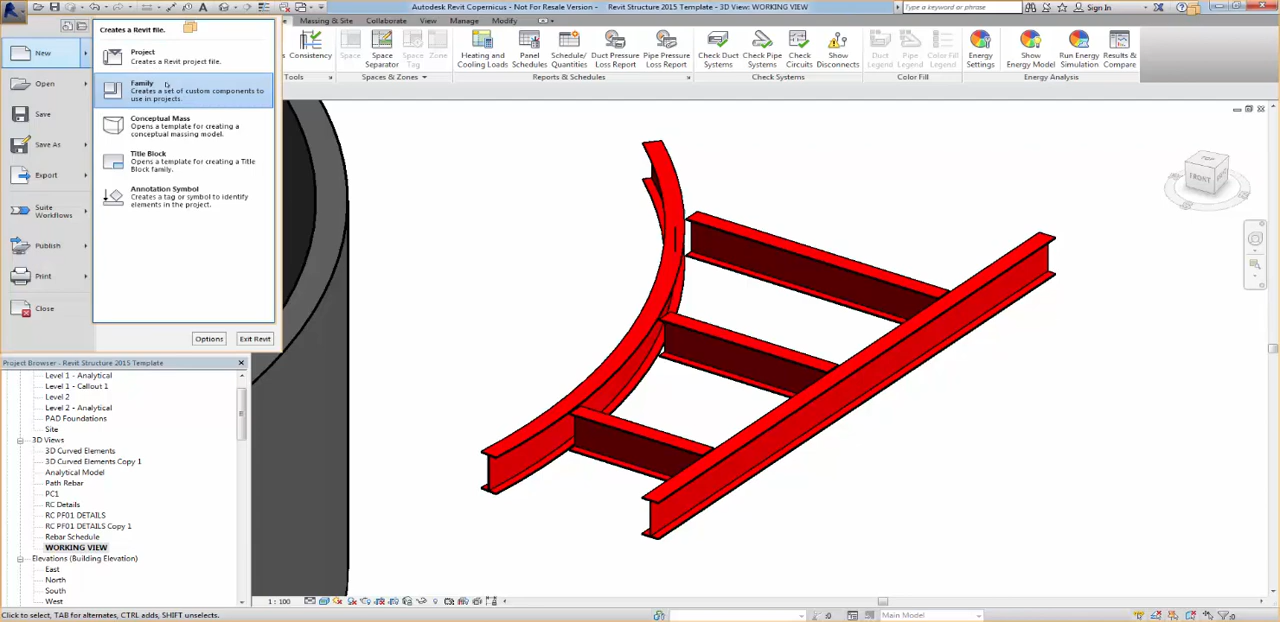 Autodesk Revit Copernicus - Not For Resale Version - Revit Structure 2015 Template - 3D View: WORKING VIEW
Type a keyword or phrase
Sign In
Massing & Site
Collaborate
View
Manage
Modify
Consistency
Space
Space Separator
Space Tag
Zone
Heating and Cooling Loads
Panel Schedules
Schedule/ Quantities
Duct Pressure Loss Report
Pipe Pressure Loss Report
Check Duct Systems
Check Pipe Systems
Check Circuits
Show Disconnects
Duct Legend
Pipe Legend
Color Fill Legend
Energy Settings
Show Energy Model
Run Energy Simulation
Results & Compare
Tools
Spaces & Zones
Reports & Schedules
Check Systems
Color Fill
Energy Analysis
New
Open
Save
Save As
Export
Suite Workflows
Publish
Print
Close
Creates a Revit file.
Project
Creates a Revit project file.
Family
Creates a set of custom components to
use in projects.
Conceptual Mass
Opens a template for creating a
conceptual massing model.
Title Block
Opens a template for creating a Title
Block family.
Annotation Symbol
Creates a tag or symbol to identify
elements in the project.
Options
Exit Revit
TOP
FRONT
Project Browser - Revit Structure 2015 Template
Level 1 - Analytical
Level 1 - Callout 1
Level 2
Level 2 - Analytical
PAD Foundations
Site
3D Views
3D Curved Elements
3D Curved Elements Copy 1
Analytical Model
Path Rebar
PC1
RC Details
RC PF01 DETAILS
RC PF01 DETAILS Copy 1
Rebar Schedule
WORKING VIEW
Elevations (Building Elevation)
East
North
South
West
1 : 100
Click to select, TAB for alternates, CTRL adds, SHIFT unselects.
:0
Main Model
:0